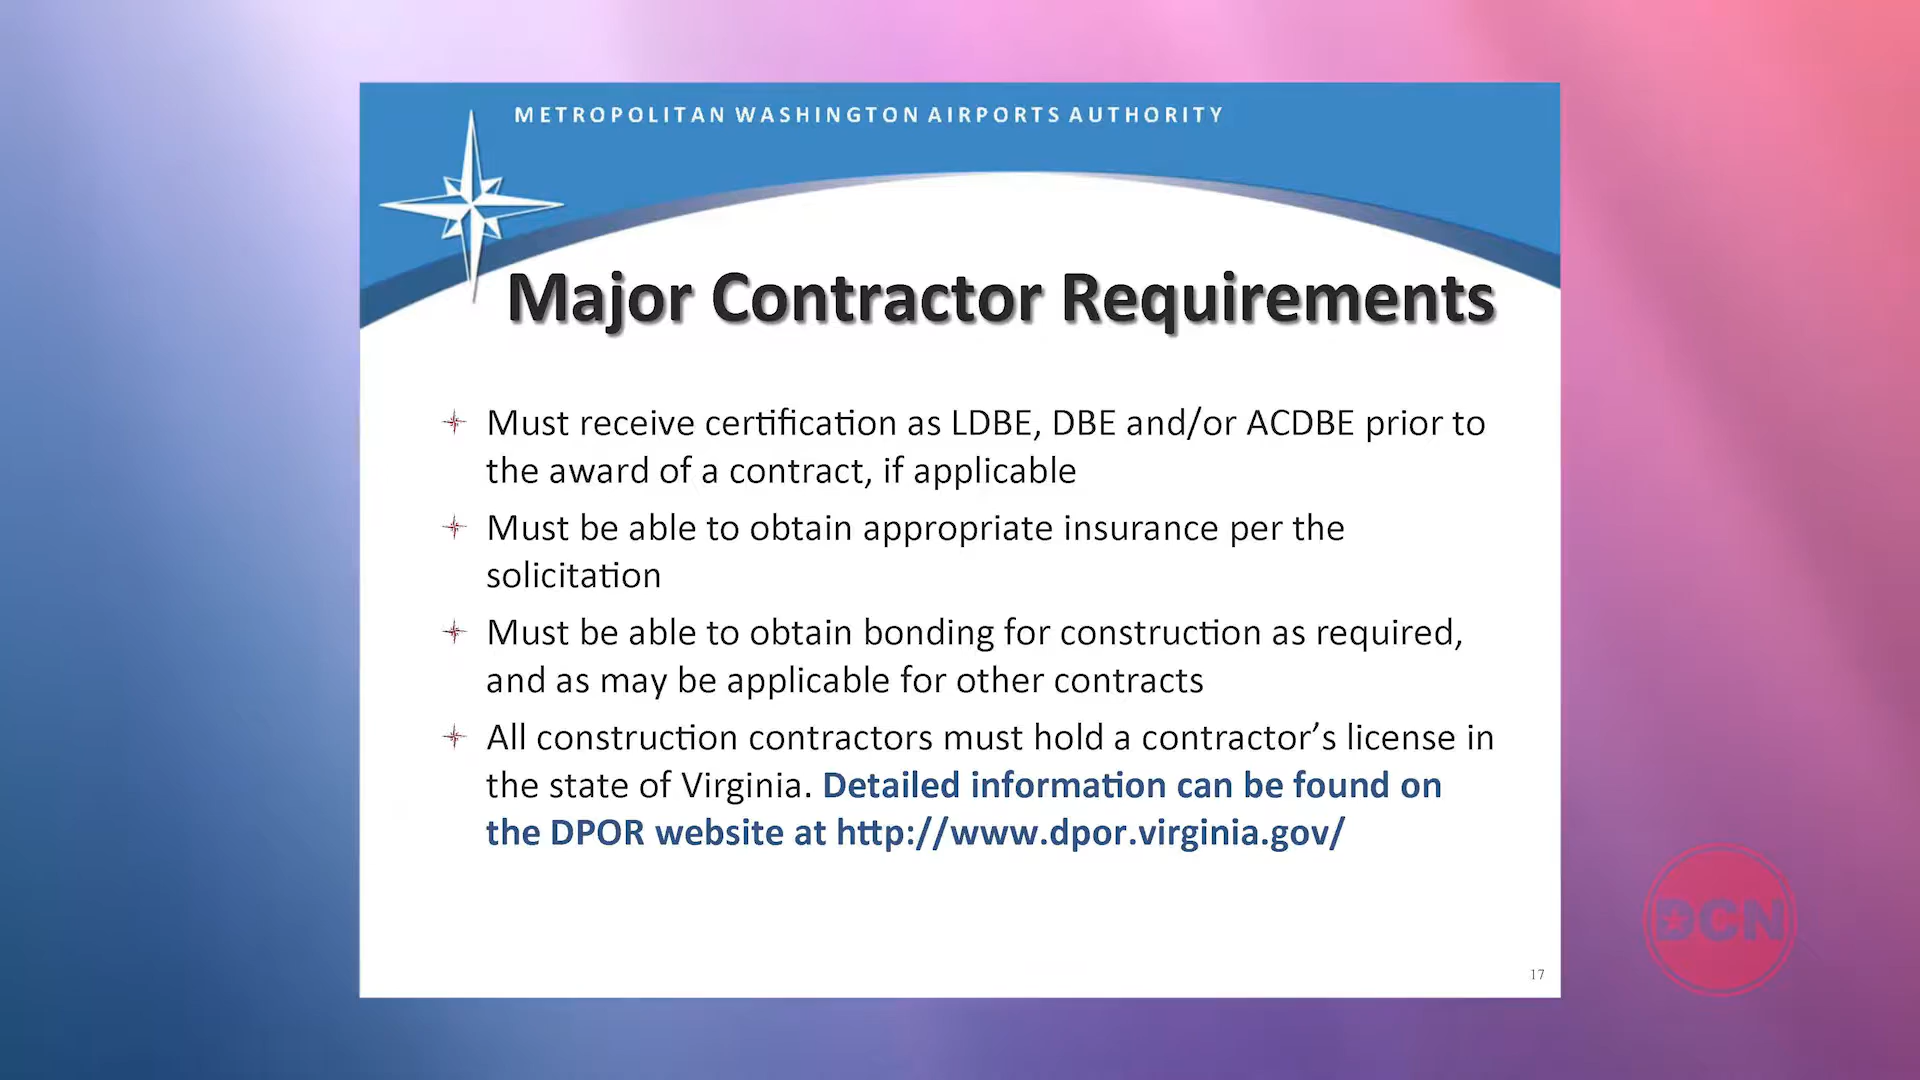 METROPOLITAN WASHINGTON AIRPORTS AUTHORITY
Major Contractor Requirements
Must receive certification as LDBE, DBE and/or ACDBE prior to
the award of a contract, if applicable
Must be able to obtain appropriate insurance per the
solicitation
Must be able to obtain bonding for construction as required,
and as may be applicable for other contracts
All construction contractors must hold a contractor’s license in
the state of Virginia. Detailed information can be found on
the DPOR website at http://www.dpor.virginia.gov/
17
DCN